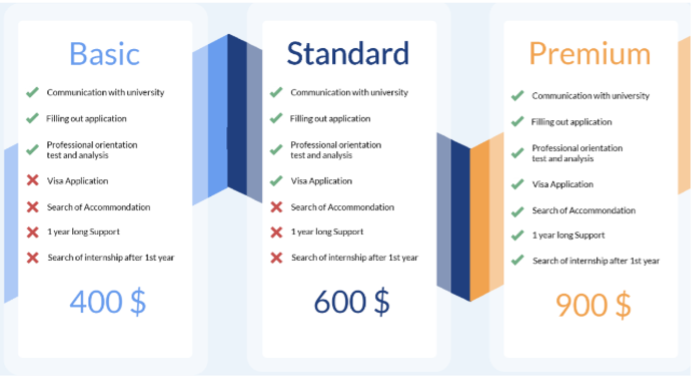 Basic
Communication with university
Filling out application
Professional orientation
test and analysis
Visa Application
Search of Accommondation
1 year long Support
Search of internship after 1st year
400 $
Standard
Communication with university
Filling out application
Professional orientation
test and analysis
Visa Application
Search of Accommondation
1 year long Support
Search of internship after 1st year
600 $
Premium
Communication with university
Filling out application
Professional orientation
test and analysis
Visa Application
Search of Accommondation
1 year long Support
Search of internship after 1st year
900 $